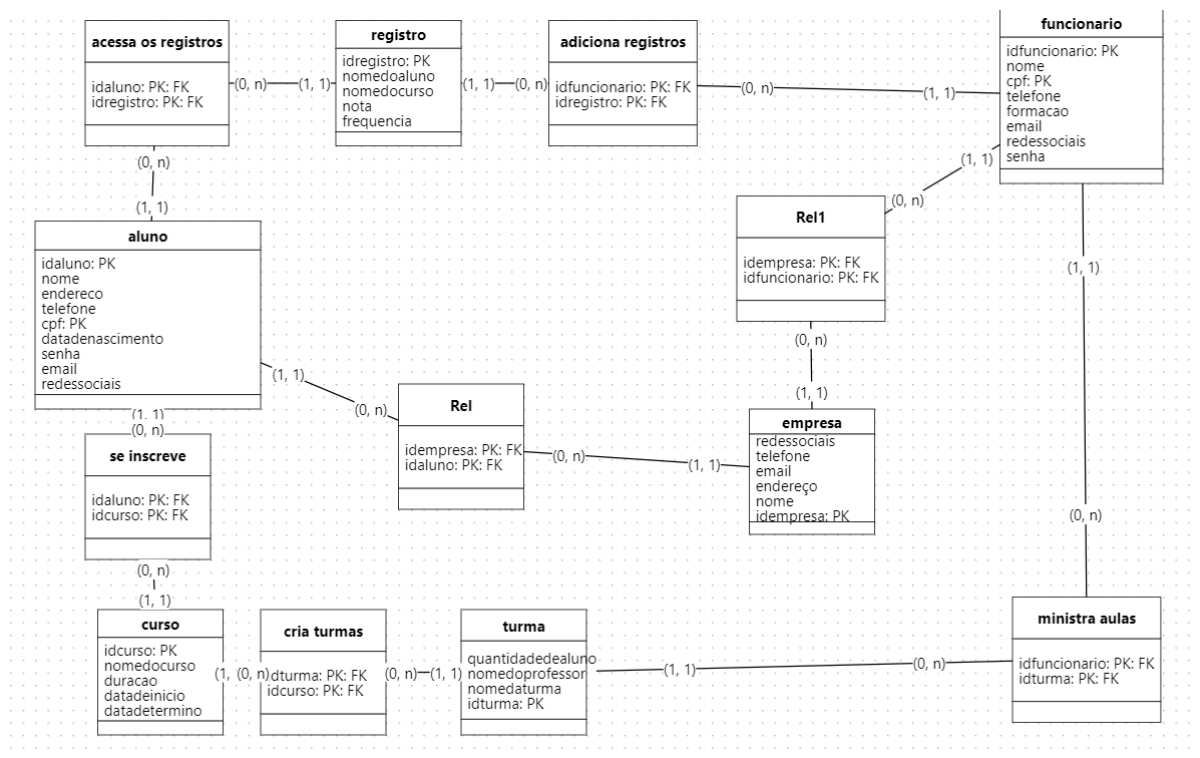 acessa os registros
idaluno: PK: FK
idregistro: PK: FK
(0, n)
(1, 1)
registro
idregistro: PK
nomedoaluno
nomedocurso
nota
frequencia
(1, 1)
(0, n)
adiciona registros
idfuncionario: PK: FK
idregistro: PK: FK
(0, n)
(1, 1)
funcionario
idfuncionario: PK
nome
cpf: PK
telefone
formacao
email
redessociais
senha
(0, n)
(1, 1)
(1, 1)
(0, n)
Rel1
idempresa: PK: FK
idfuncionario: PK: FK
(0, n)
(1, 1)
aluno
idaluno: PK
nome
endereco
telefone
cpf: PK
datadenascimento
senha
email
redessociais
(1, 1)
(0, n)
(1, 1)
(0, n)
Rel
idempresa: PK: FK
idaluno: PK: FK
(0, n)
(1, 1)
empresa
redessociais
telefone
email
endereço
nome
idempresa: PK
(1, 1)
(0, n)
se inscreve
idaluno: PK: FK
idcurso: PK: FK
(0, n)
(1, 1)
curso
idcurso: PK
nomedocurso
duracao
datadeinicio
datadetermino
(1, (0, n)
cria turmas
dturma: PK: FK
idcurso: PK: FK
(0, n)
(1, 1)
turma
quantidadedealuno
nomedoprofessor
nomedaturma
idturma: PK
(1, 1)
(0, n)
ministra aulas
idfuncionario: PK: FK
idturma: PK: FK